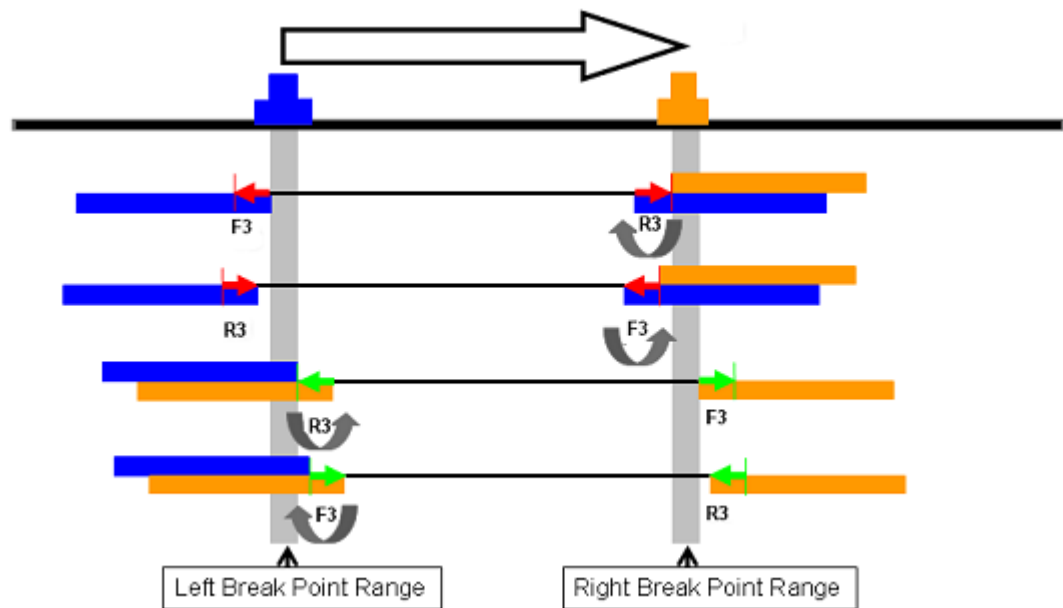 F3 R3
R3 F3
R3 F3
F3 R3
Left Break Point Range Right Break Point Range